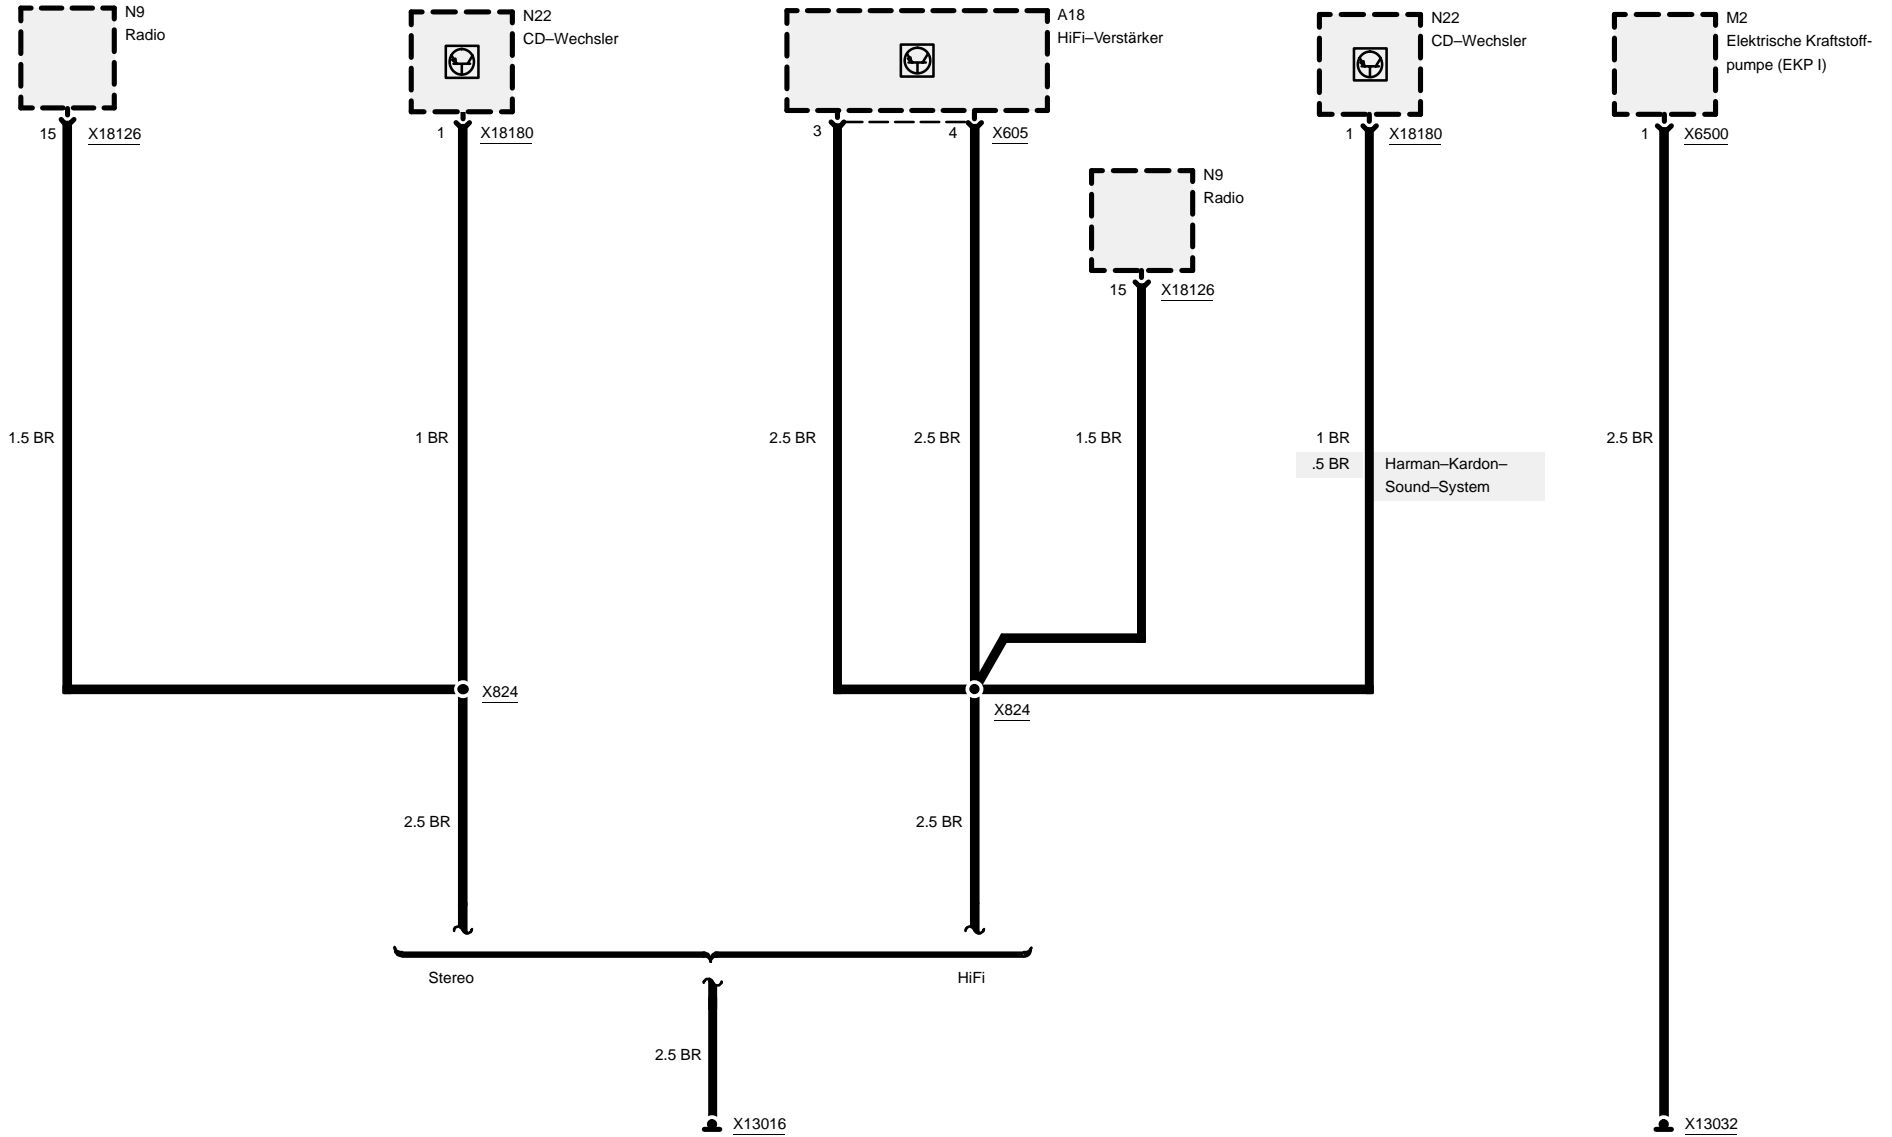 N9
Radio
N22
CD–Wechsler
A18
HiFi–Verstärker
N22
CD–Wechsler
M2
Elektrische Kraftstoff-
pumpe (EKP I)
15 X18126
1 X18180
3 4 X605
1 X18180
1 X6500
N9
Radio
15 X18126
1.5 BR
1 BR
2.5 BR
2.5 BR
1.5 BR
1 BR
2.5 BR
.5 BR Harman–Kardon–
Sound–System
X824
X824
2.5 BR
2.5 BR
Stereo
HiFi
2.5 BR
X13016
X13032